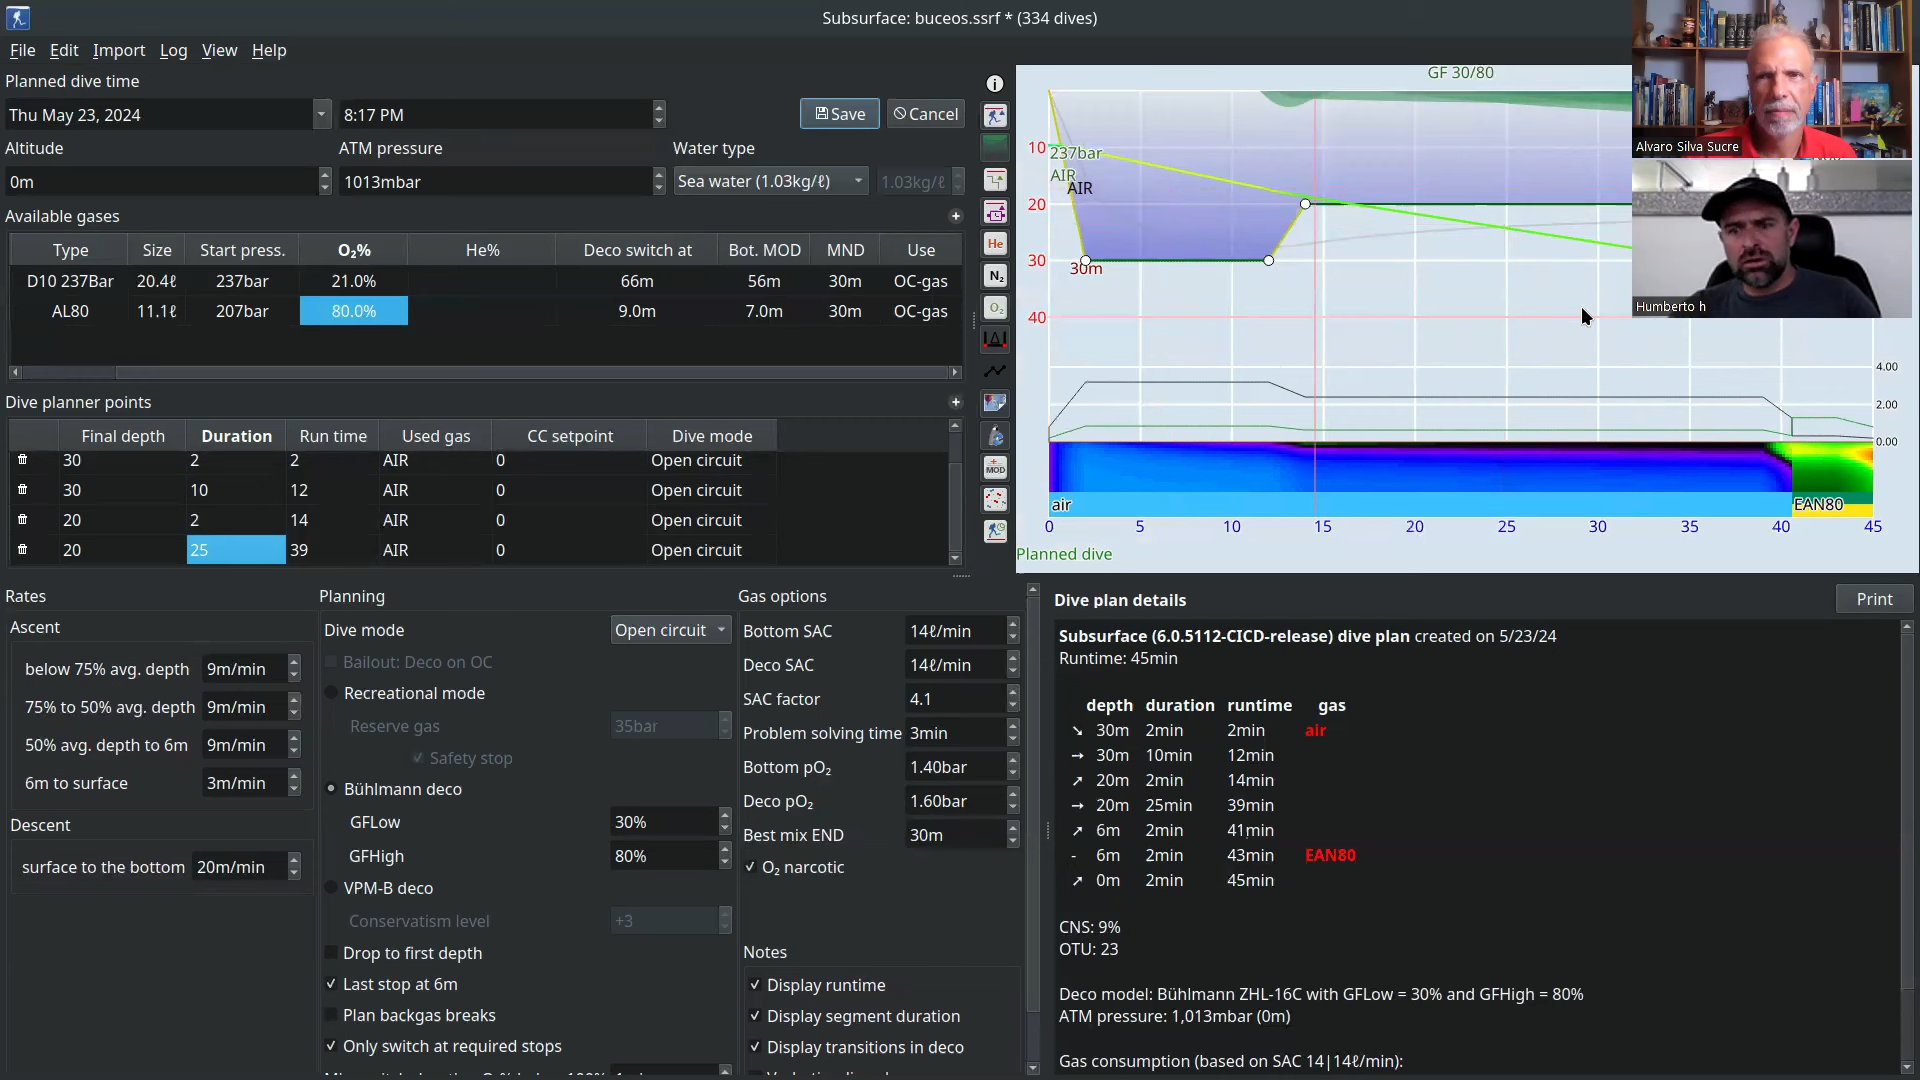 Subsurface: buceos.ssrf * (334 dives)
File Edit Import Log View Help
Planned dive time
Thu May 23, 2024
8:17 PM
Save
Cancel
Altitude
ATM pressure
Water type
0m
1013mbar
Sea water (1.03kg/ℓ)
1.03kg/ℓ
Available gases
Type Size Start press. O₂% He% Deco switch at Bot. MOD MND Use
D10 237Bar 20.4ℓ 237bar 21.0% 66m 56m 30m OC-gas
AL80 11.1ℓ 207bar 80.0% 9.0m 7.0m 30m OC-gas
Dive planner points
Final depth Duration Run time Used gas CC setpoint Dive mode
30 2 2 AIR 0 Open circuit
30 10 12 AIR 0 Open circuit
20 2 14 AIR 0 Open circuit
20 25 39 AIR 0 Open circuit
He
N₂
O₂
MOD
GF 30/80
10
237bar
AIR
AIR
20
30
30m
40
4.00
2.00
0.00
air
EAN80
0 5 10 15 20 25 30 35 40 45
Planned dive
Alvaro Silva Sucre
Humberto h
Rates
Ascent
below 75% avg. depth 9m/min
75% to 50% avg. depth 9m/min
50% avg. depth to 6m 9m/min
6m to surface 3m/min
Descent
surface to the bottom 20m/min
Planning
Dive mode Open circuit
Bailout: Deco on OC
Recreational mode
Reserve gas 35bar
Safety stop
Bühlmann deco
GFLow 30%
GFHigh 80%
VPM-B deco
Conservatism level +3
Drop to first depth
Last stop at 6m
Plan backgas breaks
Only switch at required stops
Gas options
Bottom SAC 14ℓ/min
Deco SAC 14ℓ/min
SAC factor 4.1
Problem solving time 3min
Bottom pO₂ 1.40bar
Deco pO₂ 1.60bar
Best mix END 30m
O₂ narcotic
Notes
Display runtime
Display segment duration
Display transitions in deco
Dive plan details
Print
Subsurface (6.0.5112-CICD-release) dive plan created on 5/23/24
Runtime: 45min
depth duration runtime gas
➘ 30m 2min 2min air
➙ 30m 10min 12min
➚ 20m 2min 14min
➙ 20m 25min 39min
➚ 6m 2min 41min
- 6m 2min 43min EAN80
➚ 0m 2min 45min
CNS: 9%
OTU: 23
Deco model: Bühlmann ZHL-16C with GFLow = 30% and GFHigh = 80%
ATM pressure: 1,013mbar (0m)
Gas consumption (based on SAC 14|14ℓ/min):